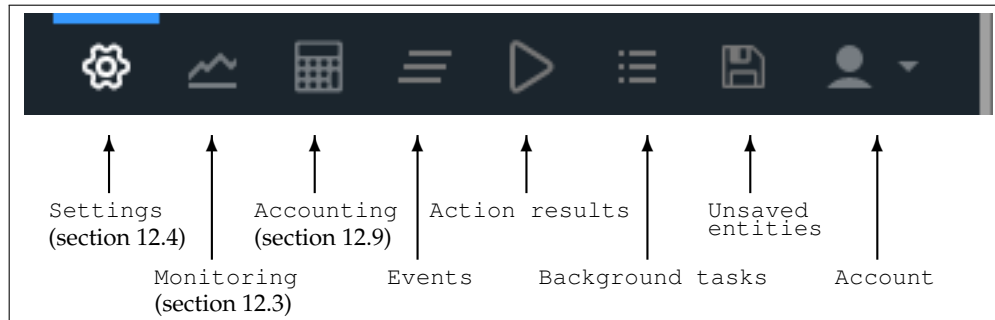 Settings
(section 12.4)
Accounting
(section 12.9)
Action results
Unsaved
entities
Monitoring
(section 12.3)
Events
Background tasks
Account